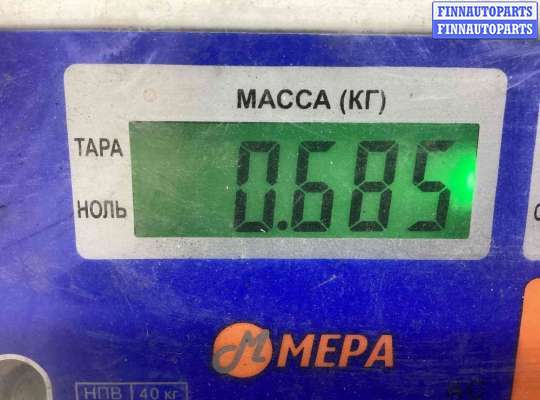 FINNAUTOPARTS
FINNAUTOPARTS
МАССА (КГ)
ТАРА
НОЛЬ
0.685
МЕРА
НПВ 40 кг